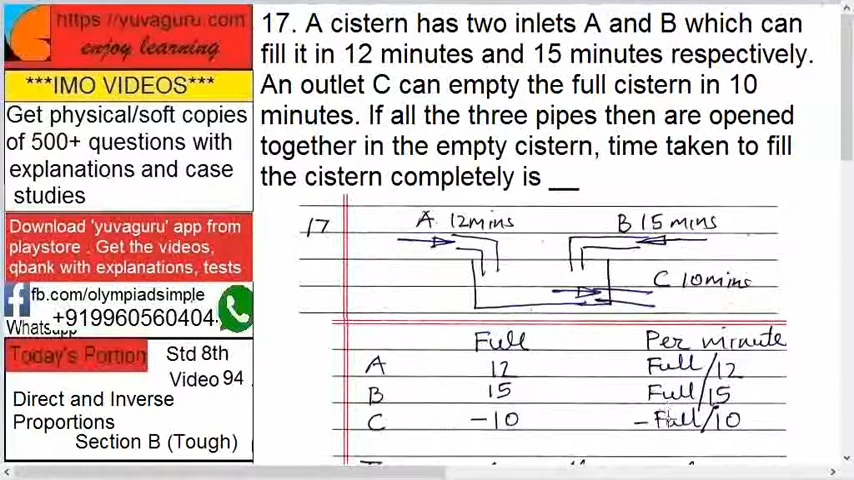 https://yuvaguru.com
enjoy learning
***IMO VIDEOS***
Get physical/soft copies
of 500+ questions with
explanations and case
studies
Download 'yuvaguru' app from
playstore . Get the videos,
qbank with explanations, tests
fb.com/olympiadsimple
Whatsupp
+919960560404
Today's Portion
Std 8th
Video 94
Direct and Inverse
Proportions
Section B (Tough)
17. A cistern has two inlets A and B which can
fill it in 12 minutes and 15 minutes respectively.
An outlet C can empty the full cistern in 10
minutes. If all the three pipes then are opened
together in the empty cistern, time taken to fill
the cistern completely is __
17 A 12mins B 15 mins
C 10mins
Full Per minute
A 12 Full/12
B 15 Full/15
C -10 -Full/10